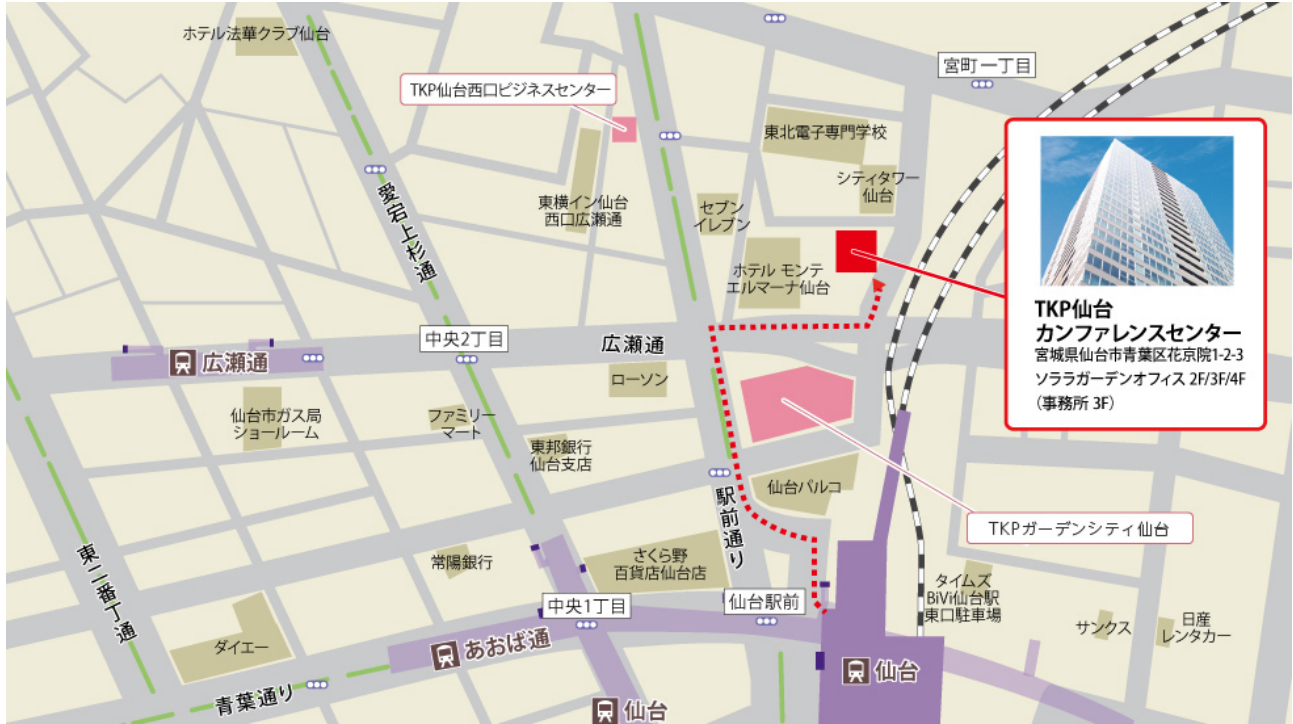 ホテル法華クラブ仙台
宮町一丁目
TKP仙台西口ビジネスセンター
東北電子専門学校
シティタワー
仙台
愛宕上杉通
東横イン仙台
西口広瀬通
セブン
イレブン
ホテル モンテ
エルマーナ仙台
TKP仙台
カンファレンスセンター
宮城県仙台市青葉区花京院1-2-3
ソララガーデンオフィス 2F/3F/4F
（事務所 3F）
中央2丁目
広瀬通
広瀬通
ローソン
仙台市ガス局
ショールーム
ファミリー
マート
東邦銀行
仙台支店
仙台パルコ
駅前通り
TKPガーデンシティ仙台
東二番丁通
常陽銀行
さくら野
百貨店仙台店
中央1丁目
仙台駅前
タイムズ
BiVi仙台駅
東口駐車場
サンクス
日産
レンタカー
ダイエー
あおば通
仙台
青葉通り
仙台